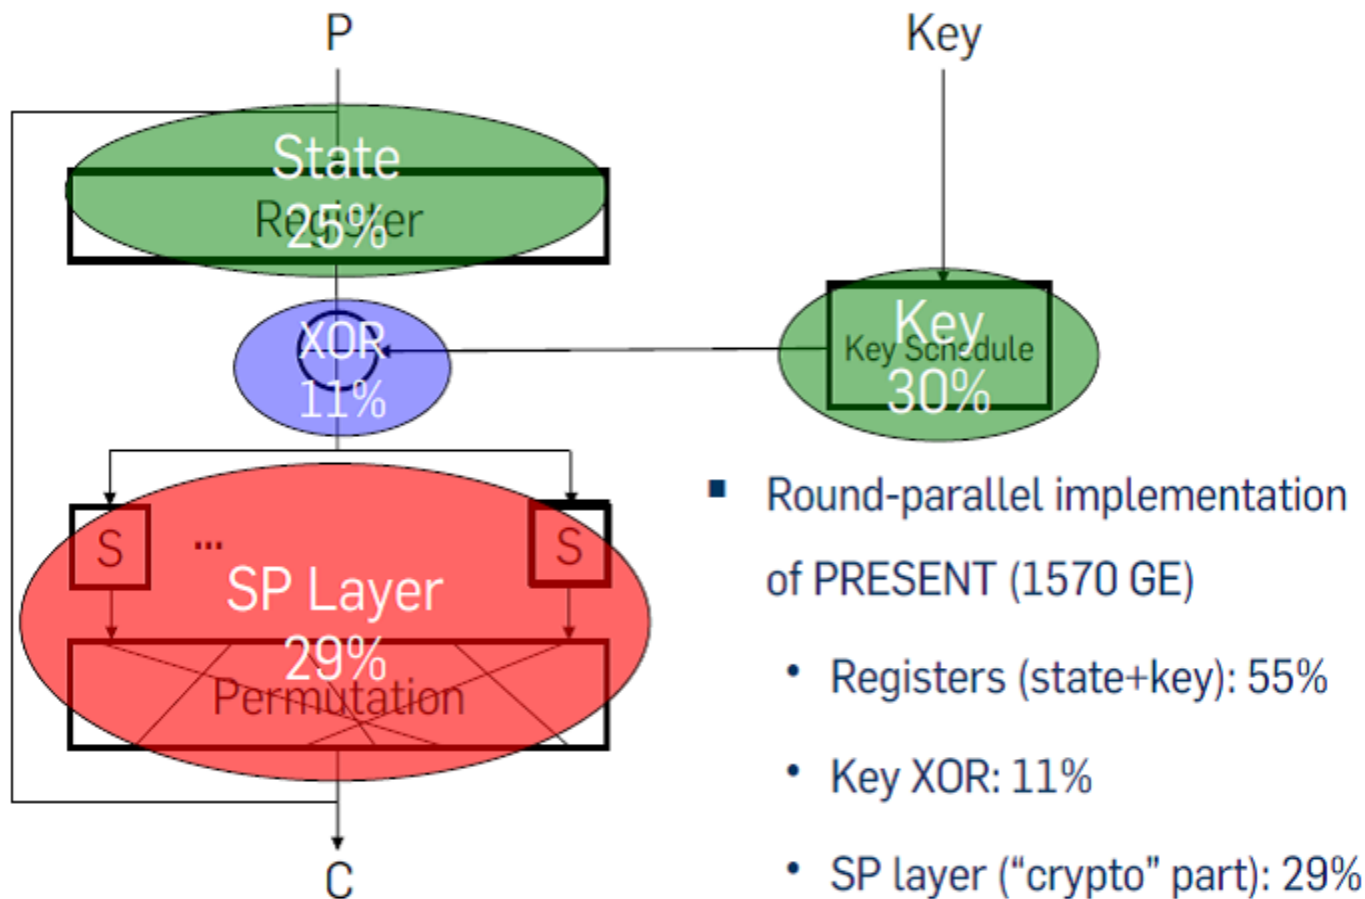 P
Key
State
Register
25%
XOR
11%
Key
Key Schedule
30%
S
...
S
SP Layer
29%
Permutation
C
■ Round-parallel implementation
of PRESENT (1570 GE)
• Registers (state+key): 55%
• Key XOR: 11%
• SP layer (“crypto” part): 29%